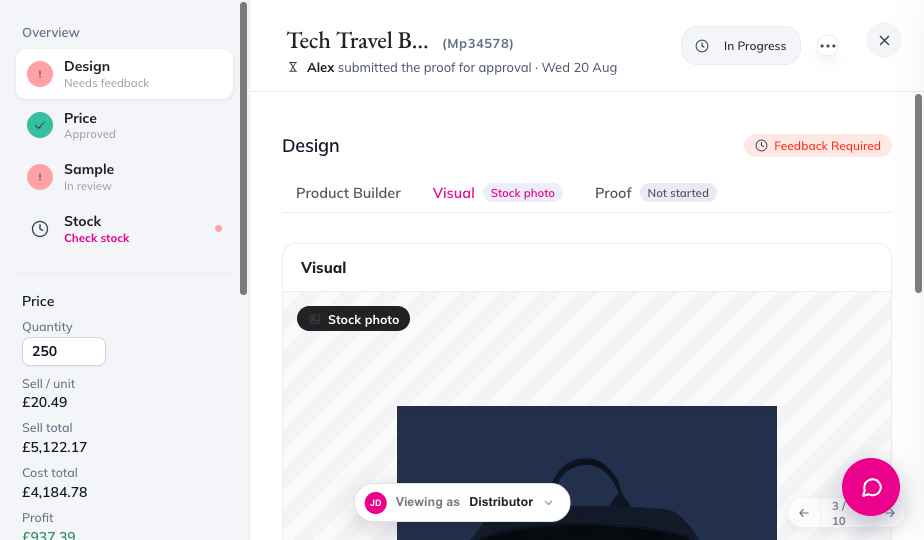 Overview
Design
Needs feedback
Price
Approved
Sample
In review
Stock
Check stock
Price
Quantity
250
Sell / unit
£20.49
Sell total
£5,122.17
Cost total
£4,184.78
Profit
£937.39
Tech Travel B... (Mp34578)
Alex submitted the proof for approval · Wed 20 Aug
In Progress
Design
Feedback Required
Product Builder Visual Stock photo Proof Not started
Visual
Stock photo
JD Viewing as Distributor
3 /
10